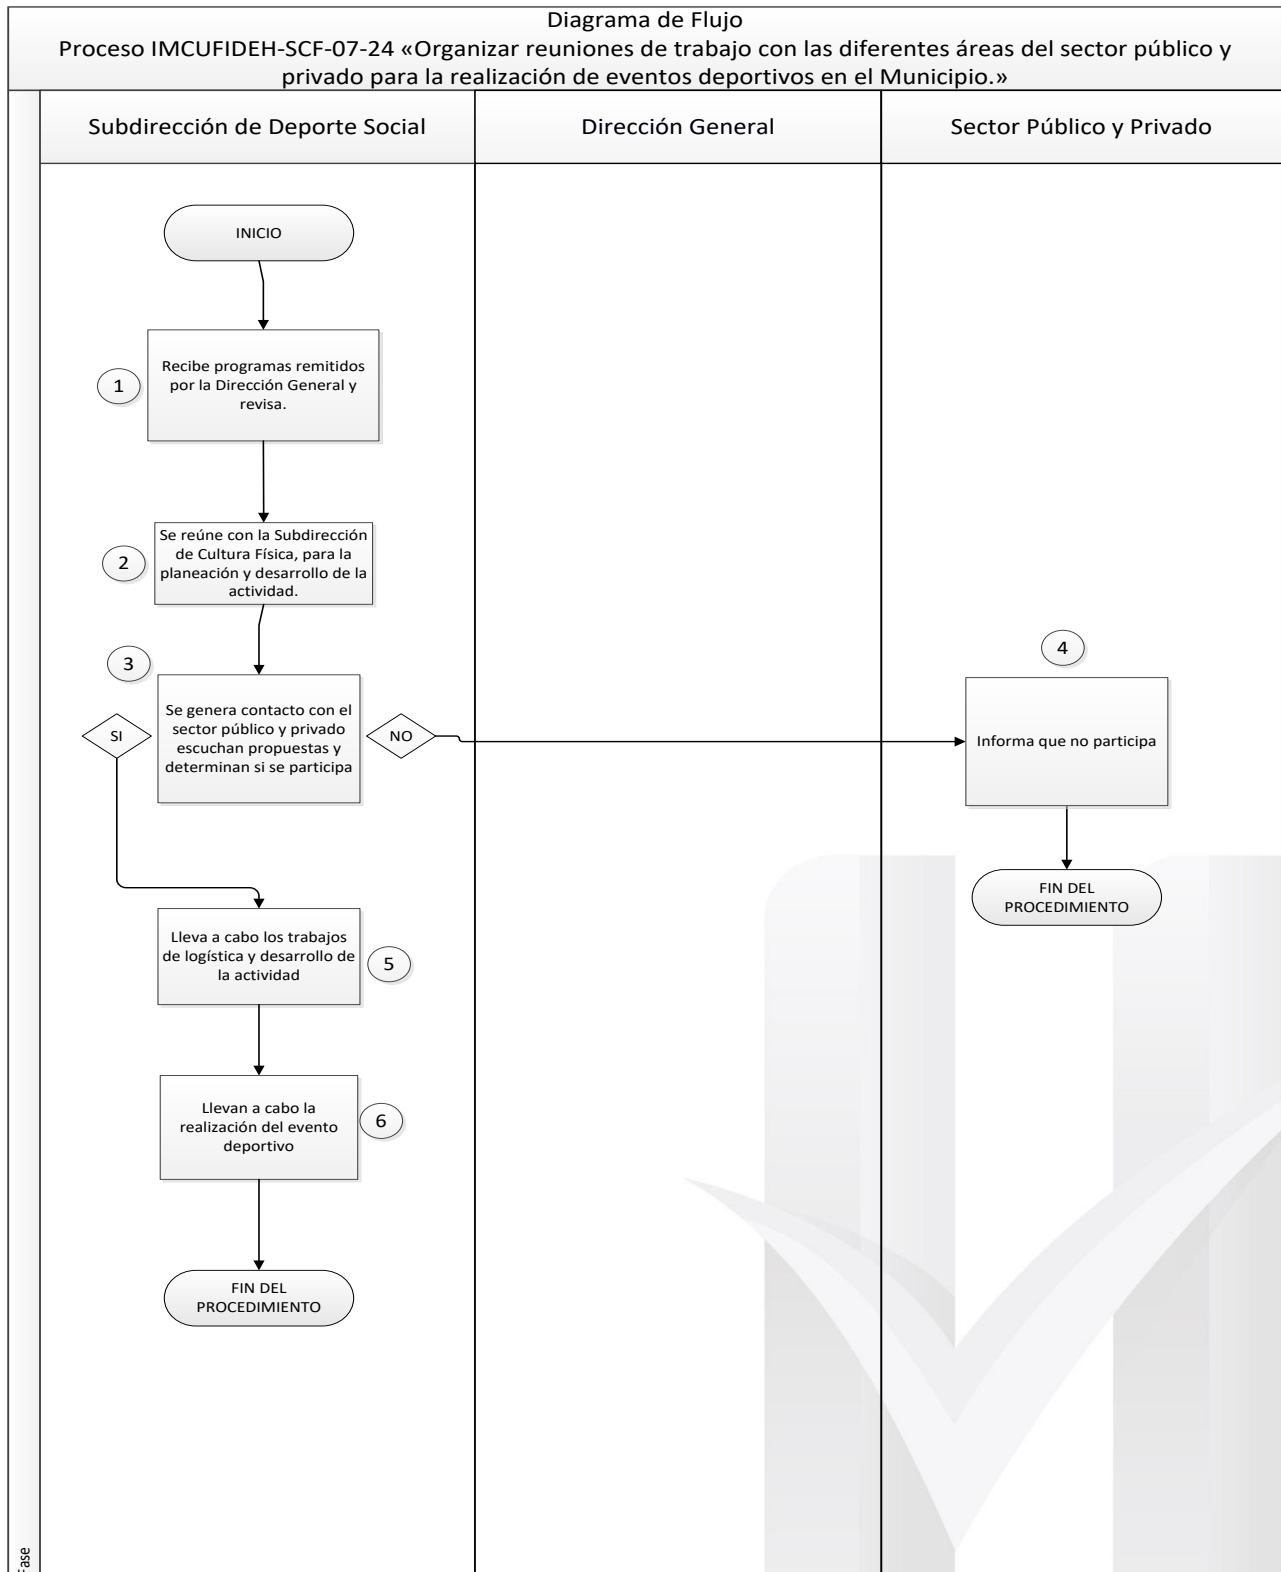 Diagrama de Flujo
Proceso IMCUFIDEH-SCF-07-24 «Organizar reuniones de trabajo con las diferentes áreas del sector público y
privado para la realización de eventos deportivos en el Municipio.»
Subdirección de Deporte Social
Dirección General
Sector Público y Privado
INICIO
1
Recibe programas remitidos
por la Dirección General y
revisa.
2
Se reúne con la Subdirección
de Cultura Física, para la
planeación y desarrollo de la
actividad.
3
Se genera contacto con el
sector público y privado
escuchan propuestas y
determinan si se participa
SI
NO
4
Informa que no participa
FIN DEL
PROCEDIMIENTO
Lleva a cabo los trabajos
de logística y desarrollo de
la actividad
5
Llevan a cabo la
realización del evento
deportivo
6
FIN DEL
PROCEDIMIENTO
Fase